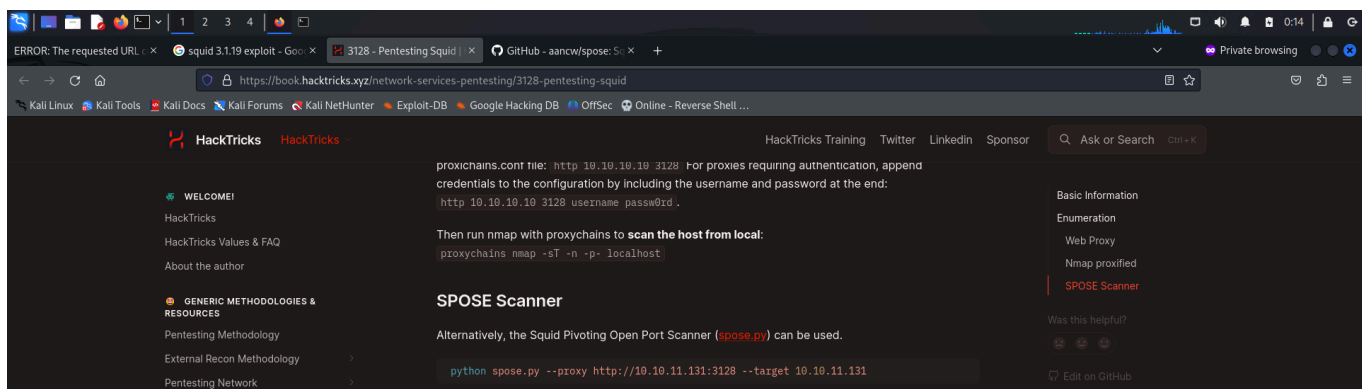 1 2 3 4
0:14
ERROR: The requested URL c
squid 3.1.19 exploit - Goo
3128 - Pentesting Squid |
GitHub - aancw/spose: Sq
Private browsing
https://book.hacktricks.xyz/network-services-pentesting/3128-pentesting-squid
Kali Linux Kali Tools Kali Docs Kali Forums Kali NetHunter Exploit-DB Google Hacking DB OffSec Online - Reverse Shell ...
HackTricks HackTricks
HackTricks Training Twitter Linkedin Sponsor Ask or Search Ctrl+K
WELCOME!
HackTricks
HackTricks Values & FAQ
About the author
GENERIC METHODOLOGIES &
RESOURCES
Pentesting Methodology
External Recon Methodology
Pentesting Network
proxichains.conf file: http 10.10.10.10 3128 For proxies requiring authentication, append
credentials to the configuration by including the username and password at the end:
http 10.10.10.10 3128 username passw0rd.
Then run nmap with proxychains to scan the host from local:
proxychains nmap -sT -n -p- localhost
SPOSE Scanner
Alternatively, the Squid Pivoting Open Port Scanner (spose.py) can be used.
python spose.py --proxy http://10.10.11.131:3128 --target 10.10.11.131
Basic Information
Enumeration
Web Proxy
Nmap proxified
SPOSE Scanner
Was this helpful?
Edit on GitHub